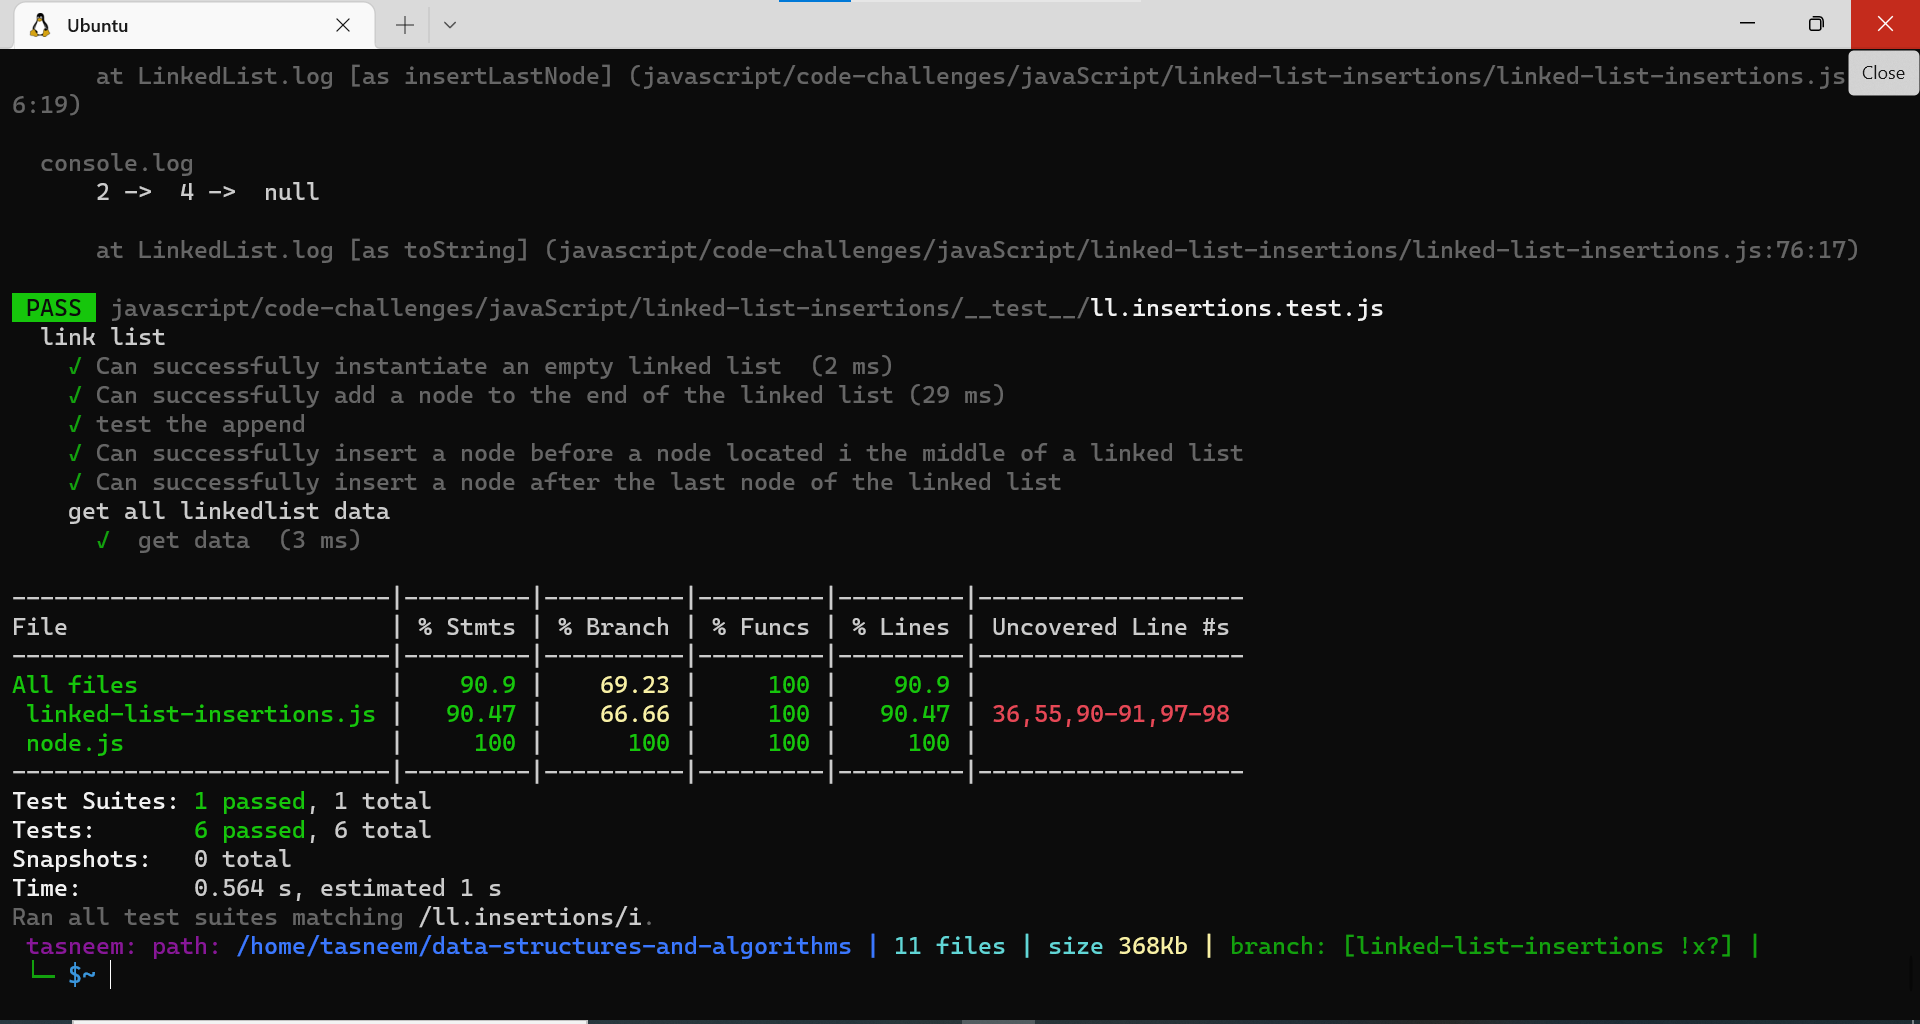 Ubuntu
at LinkedList.log [as insertLastNode] (javascript/code-challenges/javaScript/linked-list-insertions/linked-list-insertions.js
Close
6:19)
console.log
2 -> 4 -> null
at LinkedList.log [as toString] (javascript/code-challenges/javaScript/linked-list-insertions/linked-list-insertions.js:76:17)
PASS javascript/code-challenges/javaScript/linked-list-insertions/__test__/ll.insertions.test.js
link list
√ Can successfully instantiate an empty linked list (2 ms)
√ Can successfully add a node to the end of the linked list (29 ms)
√ test the append
√ Can successfully insert a node before a node located i the middle of a linked list
√ Can successfully insert a node after the last node of the linked list
get all linkedlist data
√ get data (3 ms)
---------------------------|---------|----------|---------|---------|-------------------
File | % Stmts | % Branch | % Funcs | % Lines | Uncovered Line #s
---------------------------|---------|----------|---------|---------|-------------------
All files | 90.9 | 69.23 | 100 | 90.9 |
linked-list-insertions.js | 90.47 | 66.66 | 100 | 90.47 | 36,55,90-91,97-98
node.js | 100 | 100 | 100 | 100 |
---------------------------|---------|----------|---------|---------|-------------------
Test Suites: 1 passed, 1 total
Tests: 6 passed, 6 total
Snapshots: 0 total
Time: 0.564 s, estimated 1 s
Ran all test suites matching /ll.insertions/i.
tasneem: path: /home/tasneem/data-structures-and-algorithms | 11 files | size 368Kb | branch: [linked-list-insertions !x?] |
└─ $~